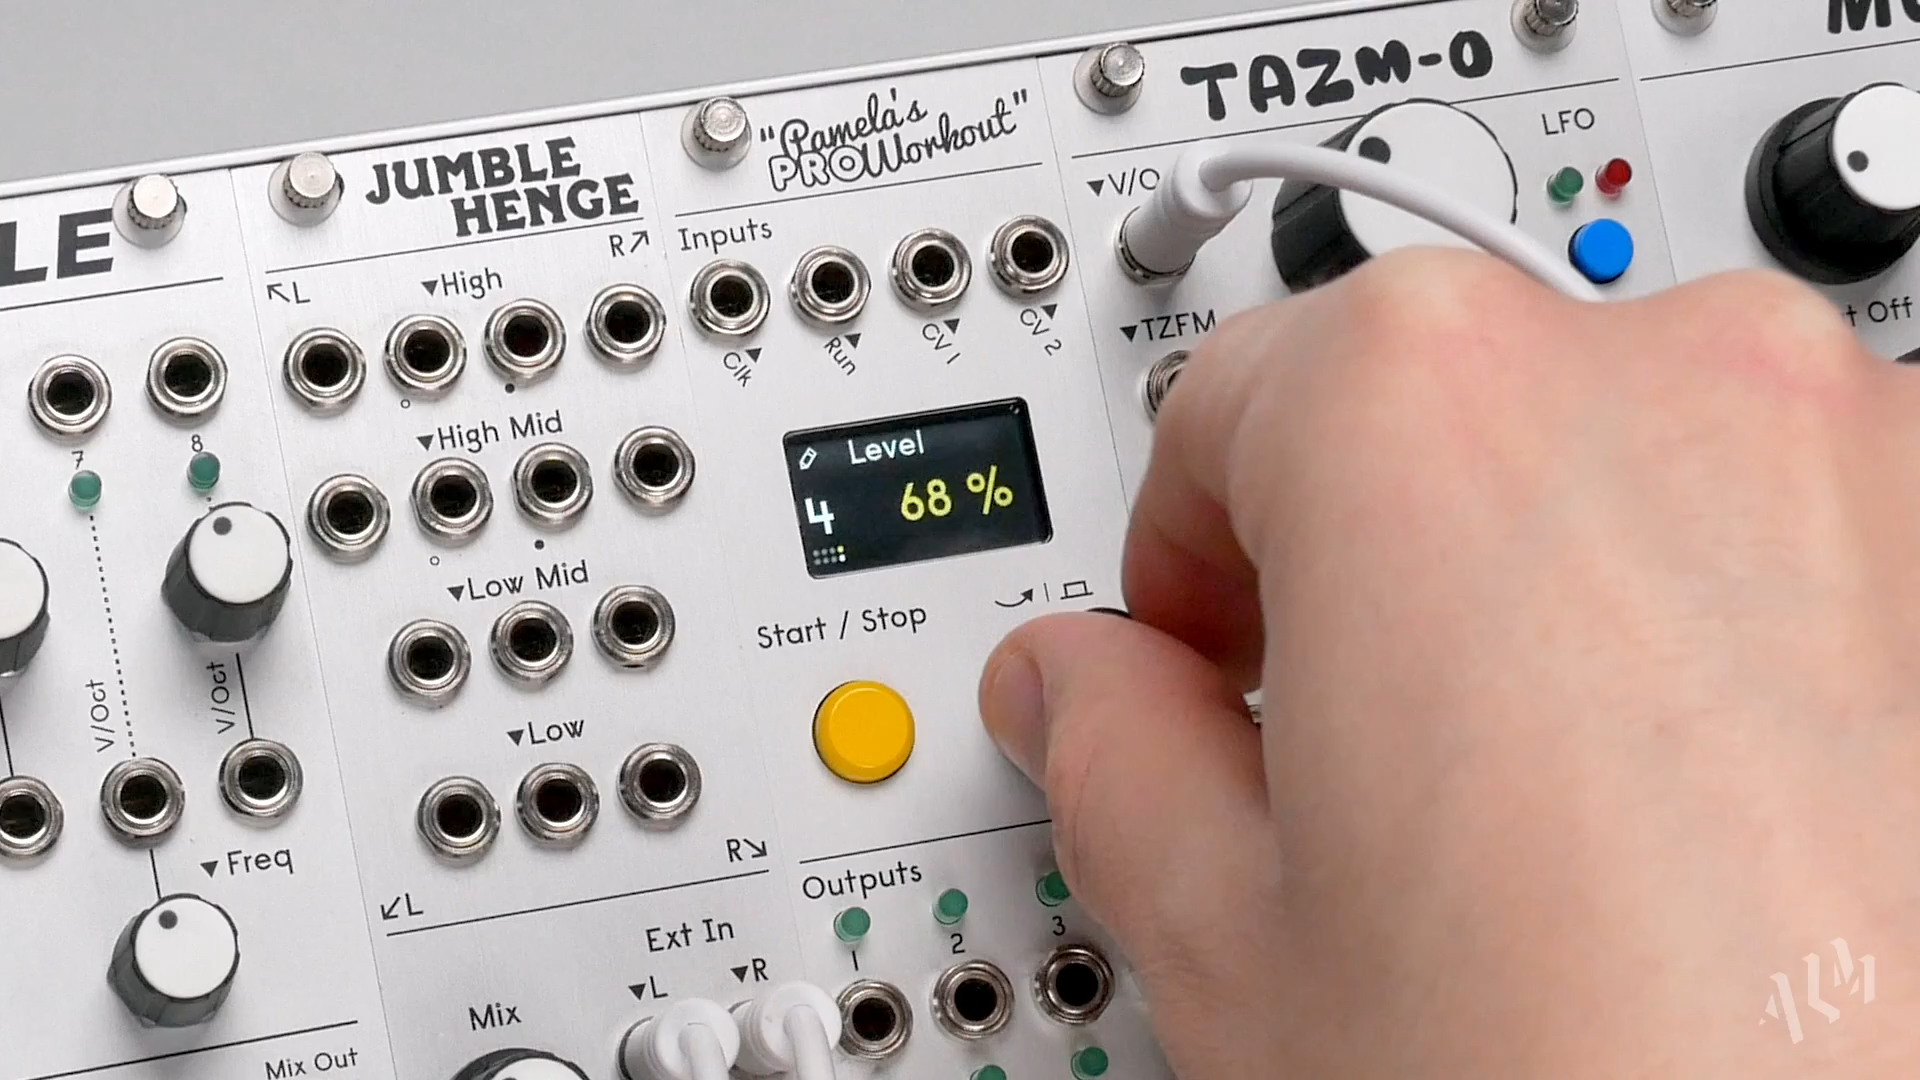 LE
7
8
V/Oct
V/Oct
Freq
Mix Out
JUMBLE
HENGE
R
L
High
High Mid
Low Mid
Low
R
L
Ext In
L
R
Mix
"Pamela's
PRO Workout"
Inputs
Clk
Run
CV 1
CV 2
Level
4 68 %
Start / Stop
Outputs
1
2
3
TAZM-O
V/O
TZFM
LFO
t Off
ALM